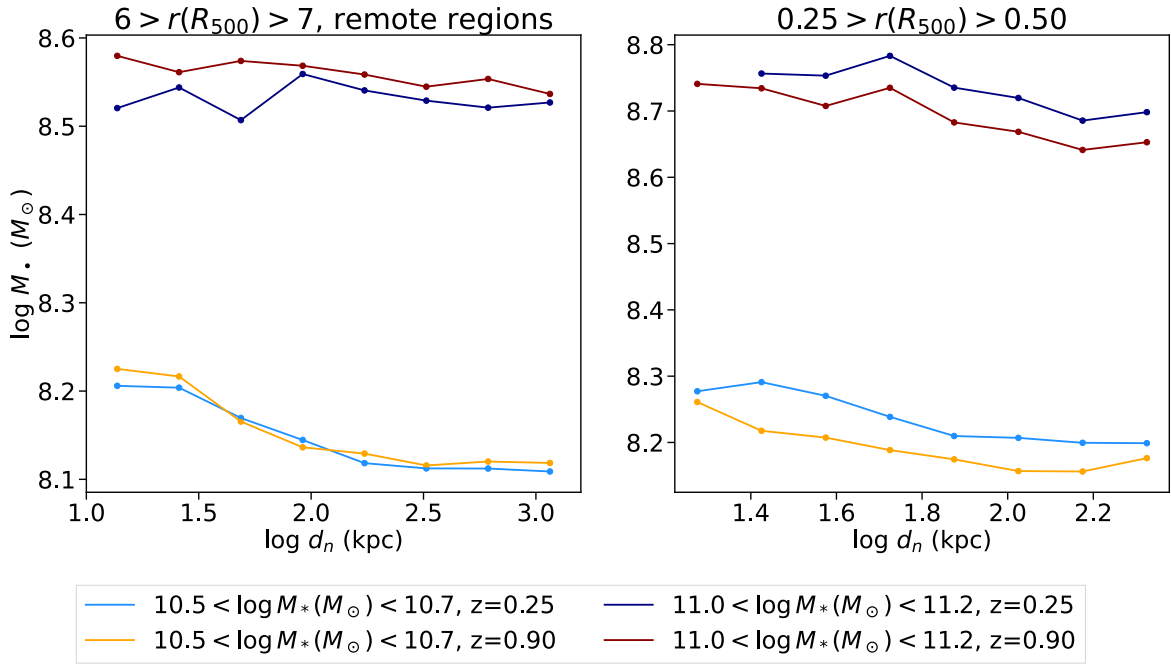 6 > r(R₅₀₀) > 7, remote regions
0.25 > r(R₅₀₀) > 0.50
log M• (M⊙)
8.6
8.5
8.4
8.3
8.2
8.1
1.0 1.5 2.0 2.5 3.0
log dₙ (kpc)
8.8
8.7
8.6
8.5
8.4
8.3
8.2
1.4 1.6 1.8 2.0 2.2
log dₙ (kpc)
10.5 < log M* (M⊙) < 10.7, z=0.25
10.5 < log M* (M⊙) < 10.7, z=0.90
11.0 < log M* (M⊙) < 11.2, z=0.25
11.0 < log M* (M⊙) < 11.2, z=0.90